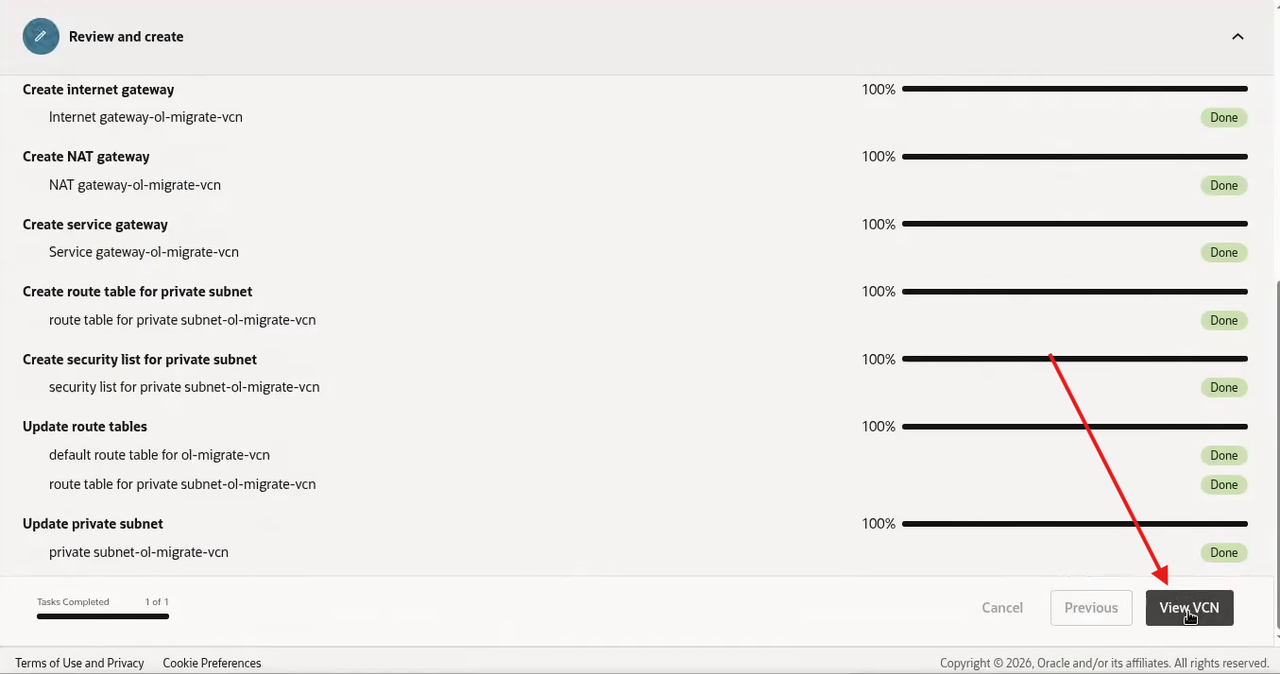 Review and create
Create internet gateway 100%
Internet gateway-ol-migrate-vcn Done
Create NAT gateway 100%
NAT gateway-ol-migrate-vcn Done
Create service gateway 100%
Service gateway-ol-migrate-vcn Done
Create route table for private subnet 100%
route table for private subnet-ol-migrate-vcn Done
Create security list for private subnet 100%
security list for private subnet-ol-migrate-vcn Done
Update route tables 100%
default route table for ol-migrate-vcn Done
route table for private subnet-ol-migrate-vcn Done
Update private subnet 100%
private subnet-ol-migrate-vcn Done
Tasks Completed 1 of 1
Cancel Previous View VCN
Terms of Use and Privacy Cookie Preferences Copyright © 2026, Oracle and/or its affiliates. All rights reserved.